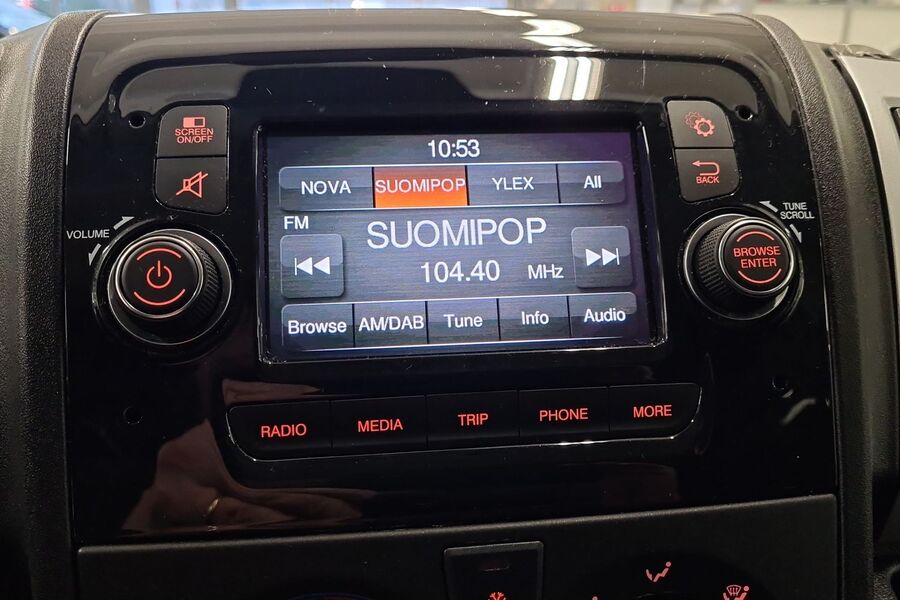 SCREEN
ON/OFF
VOLUME
10:53
NOVA SUOMIPOP YLEX All
FM
SUOMIPOP
104.40 MHz
Browse AM/DAB Tune Info Audio
BACK
TUNE
SCROLL
BROWSE
ENTER
RADIO MEDIA TRIP PHONE MORE